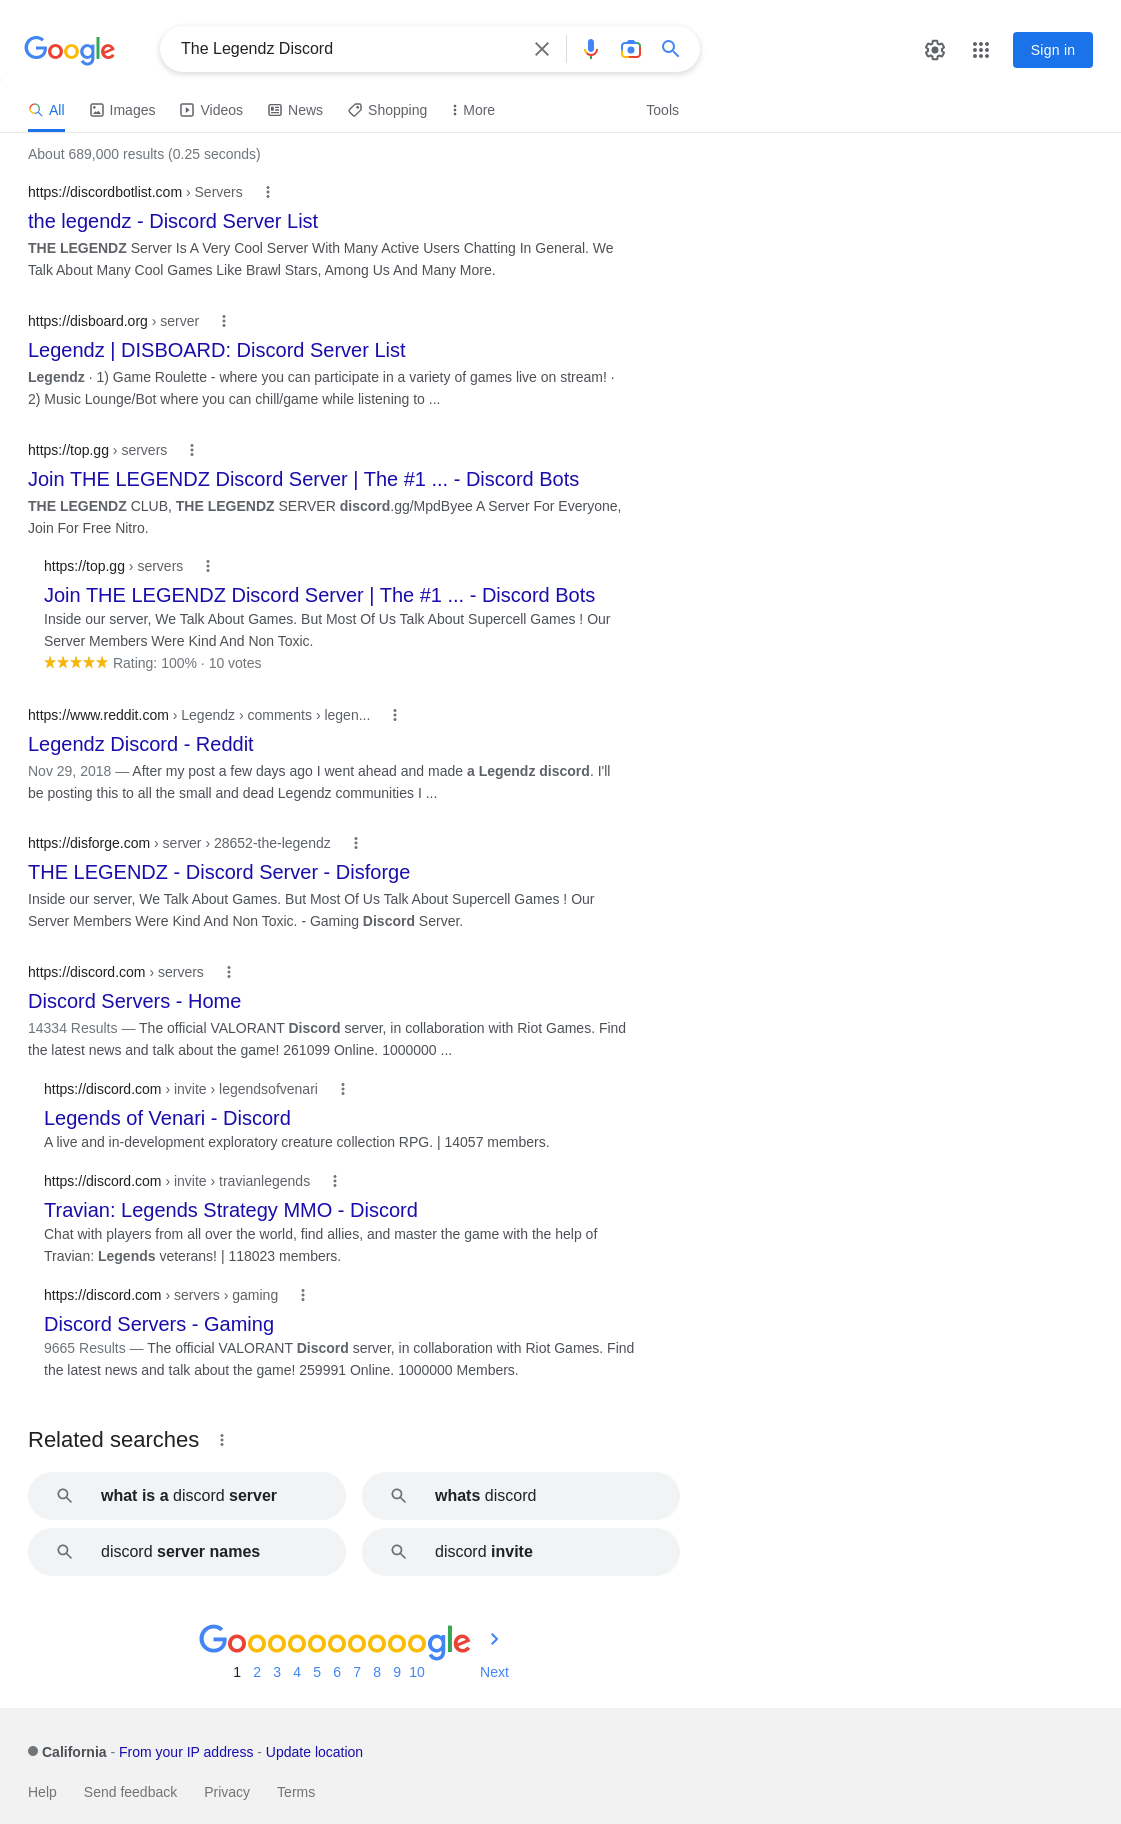 Google
The Legendz Discord
Sign in
All Images Videos News Shopping More Tools
About 689,000 results (0.25 seconds)
https://discordbotlist.com › Servers
the legendz - Discord Server List
THE LEGENDZ Server Is A Very Cool Server With Many Active Users Chatting In General. We
Talk About Many Cool Games Like Brawl Stars, Among Us And Many More.
https://disboard.org › server
Legendz | DISBOARD: Discord Server List
Legendz · 1) Game Roulette - where you can participate in a variety of games live on stream! ·
2) Music Lounge/Bot where you can chill/game while listening to ...
https://top.gg › servers
Join THE LEGENDZ Discord Server | The #1 ... - Discord Bots
THE LEGENDZ CLUB, THE LEGENDZ SERVER discord.gg/MpdByee A Server For Everyone,
Join For Free Nitro.
https://top.gg › servers
Join THE LEGENDZ Discord Server | The #1 ... - Discord Bots
Inside our server, We Talk About Games. But Most Of Us Talk About Supercell Games ! Our
Server Members Were Kind And Non Toxic.
Rating: 100% · 10 votes
https://www.reddit.com › Legendz › comments › legen...
Legendz Discord - Reddit
Nov 29, 2018 — After my post a few days ago I went ahead and made a Legendz discord. I'll
be posting this to all the small and dead Legendz communities I ...
https://disforge.com › server › 28652-the-legendz
THE LEGENDZ - Discord Server - Disforge
Inside our server, We Talk About Games. But Most Of Us Talk About Supercell Games ! Our
Server Members Were Kind And Non Toxic. - Gaming Discord Server.
https://discord.com › servers
Discord Servers - Home
14334 Results — The official VALORANT Discord server, in collaboration with Riot Games. Find
the latest news and talk about the game! 261099 Online. 1000000 ...
https://discord.com › invite › legendsofvenari
Legends of Venari - Discord
A live and in-development exploratory creature collection RPG. | 14057 members.
https://discord.com › invite › travianlegends
Travian: Legends Strategy MMO - Discord
Chat with players from all over the world, find allies, and master the game with the help of
Travian: Legends veterans! | 118023 members.
https://discord.com › servers › gaming
Discord Servers - Gaming
9665 Results — The official VALORANT Discord server, in collaboration with Riot Games. Find
the latest news and talk about the game! 259991 Online. 1000000 Members.
Related searches
what is a discord server
whats discord
discord server names
discord invite
Goooooooooogle
1 2 3 4 5 6 7 8 9 10 Next
California - From your IP address - Update location
Help Send feedback Privacy Terms